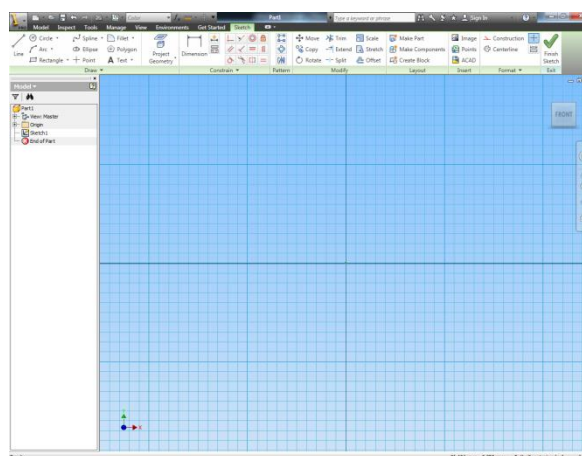 Color Part1 Type a keyword or phrase Sign In
Model Inspect Tools Manage View Environments Get Started Sketch
Circle Spline Fillet Move Trim Scale Make Part Image Construction
Arc Ellipse Polygon Copy Extend Stretch Make Components Points Centerline
Line Rectangle Point Text Project Geometry Dimension Rotate Split Offset Create Block ACAD Finish Sketch
Draw Constrain Pattern Modify Layout Insert Format Exit
Model
Part1
View: Master
Origin
Sketch1
End of Part
FRONT
X